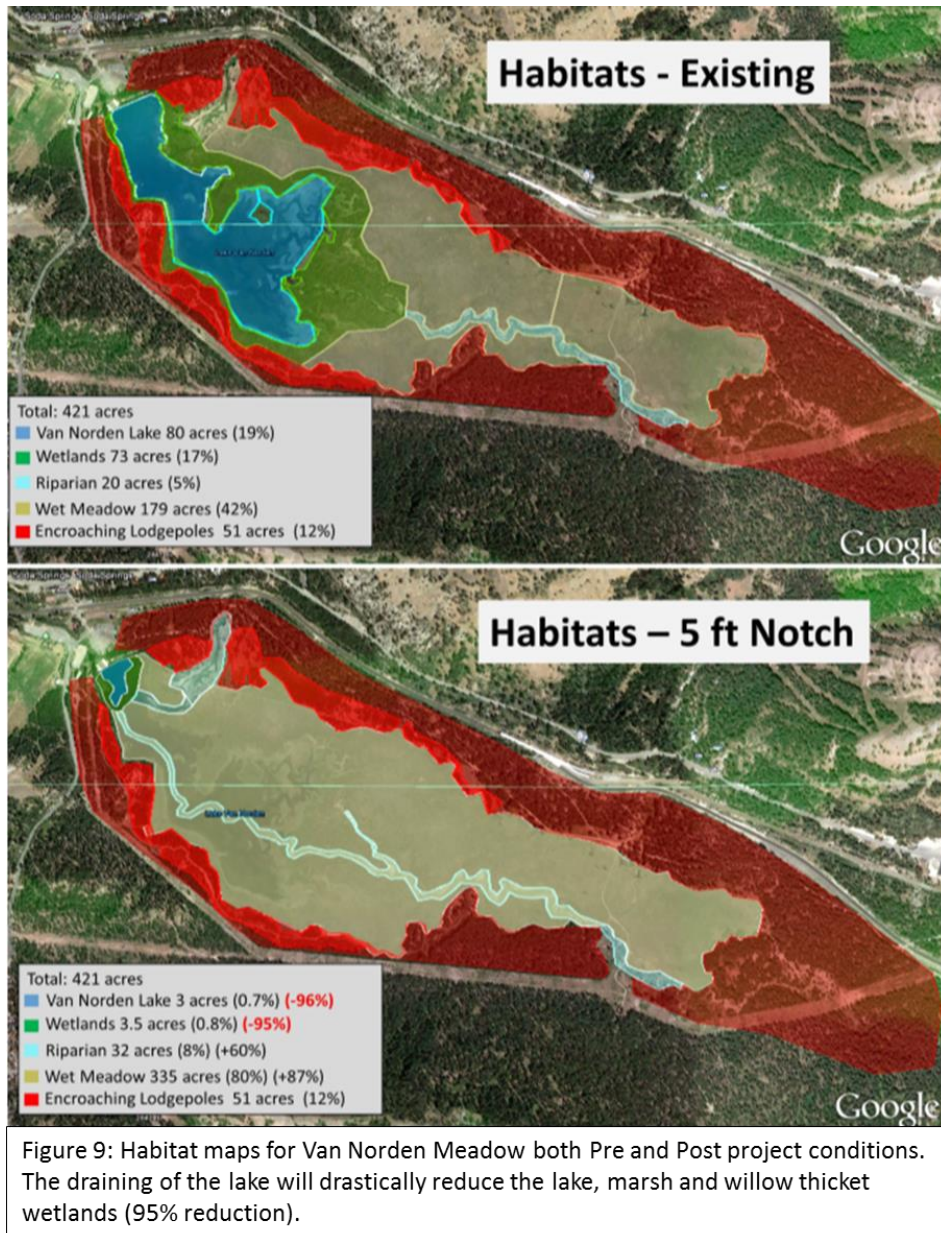 Soda Springs
Habitats - Existing
Total: 421 acres
Van Norden Lake 80 acres (19%)
Wetlands 73 acres (17%)
Riparian 20 acres (5%)
Wet Meadow 179 acres (42%)
Encroaching Lodgepoles 51 acres (12%)
Google
Habitats – 5 ft Notch
Lake Van Norden
Total: 421 acres
Van Norden Lake 3 acres (0.7%) (-96%)
Wetlands 3.5 acres (0.8%) (-95%)
Riparian 32 acres (8%) (+60%)
Wet Meadow 335 acres (80%) (+87%)
Encroaching Lodgepoles 51 acres (12%)
Google
Figure 9: Habitat maps for Van Norden Meadow both Pre and Post project conditions.
The draining of the lake will drastically reduce the lake, marsh and willow thicket
wetlands (95% reduction).